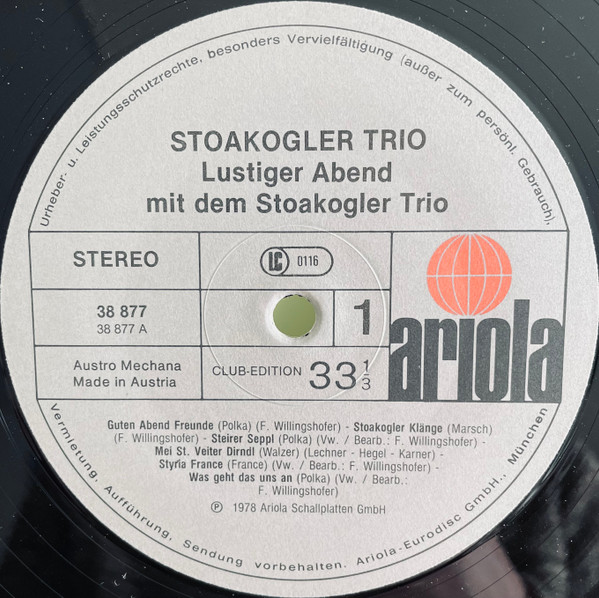 Urheber- u. Leistungsschutzrechte, besonders Vervielfältigung (außer zum persönl. Gebrauch),
STOAKOGLER TRIO
Lustiger Abend
mit dem Stoakogler Trio
STEREO
LC 0116
38 877
38 877 A
1
ariola
Austro Mechana
Made in Austria
CLUB-EDITION 33 1/3
Guten Abend Freunde (Polka) (F. Willingshofer) - Stoakogler Klänge (Marsch)
(F. Willingshofer) - Steirer Seppl (Polka) (Vw. / Bearb.: F. Willingshofer) -
Mei St. Veiter Dirndl (Walzer) (Lechner - Hegel - Karner) -
Styria France (France) (Vw. / Bearb.: F. Willingshofer) -
Was geht das uns an (Polka) (Vw. / Bearb.:
F. Willingshofer)
℗ 1978 Ariola Schallplatten GmbH
Vermietung, Aufführung, Sendung vorbehalten. Ariola-Eurodisc GmbH., München